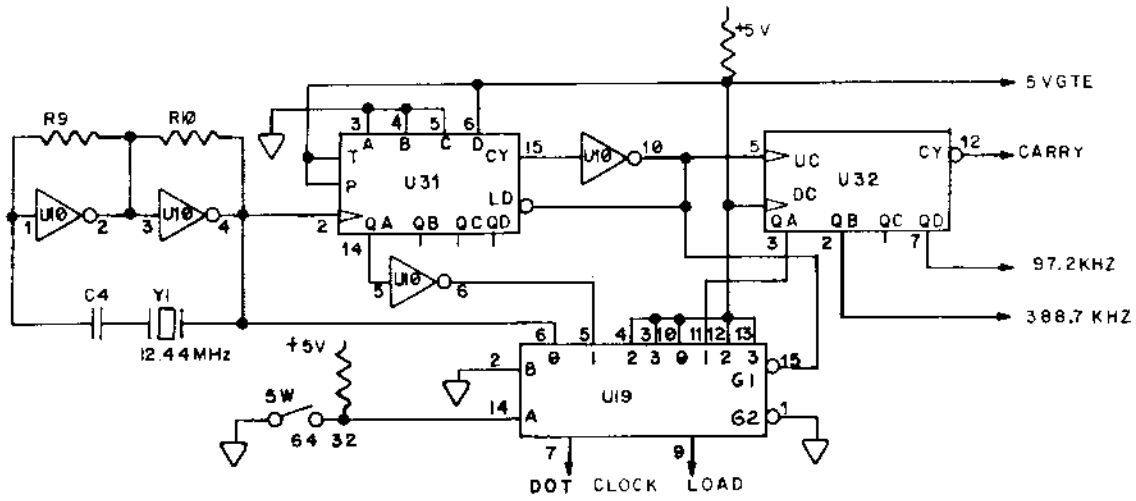 +5V
5VGTE
R9 R10
3 4 5 6
A B C D
T CY 15
P U31
LD
2 QA QB QC QD
14
U10 10
5 UC CY 12 CARRY
U32
DC
QA QB QC QD
3 2 7
1 U10 2 3 U10 4
5 U10 6
97.2KHZ
388.7 KHZ
C4 Y1
12.44MHz
6 5 4 3 10 11 12 13
0 1 2 3 0 1 2 3
+5V
2 B G1 15
U19
SW
14 A G2 1
64 32
7 9
DOT CLOCK LOAD